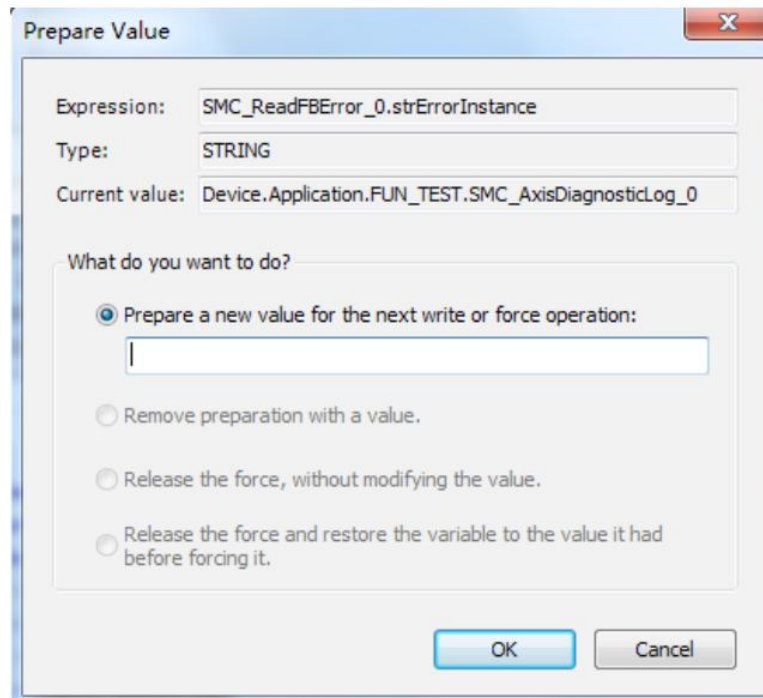 Prepare Value
Expression: SMC_ReadFBError_0.strErrorInstance
Type: STRING
Current value: Device.Application.FUN_TEST.SMC_AxisDiagnosticLog_0
What do you want to do?
Prepare a new value for the next write or force operation:
Remove preparation with a value.
Release the force, without modifying the value.
Release the force and restore the variable to the value it had
before forcing it.
OK Cancel